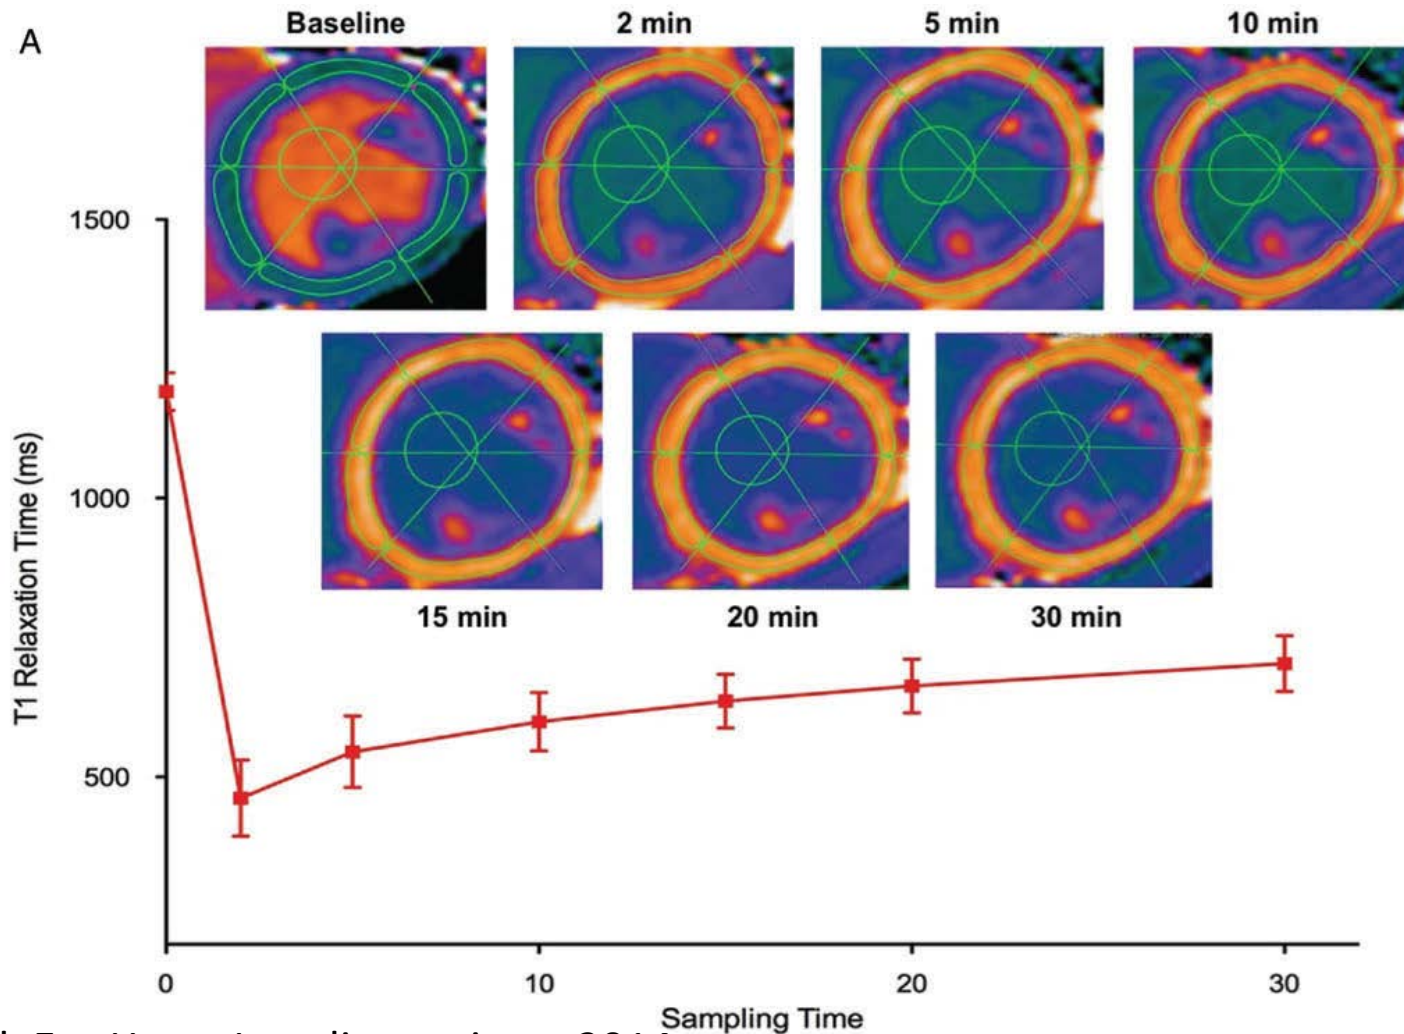 A
Baseline
2 min
5 min
10 min
1500
1000
500
T1 Relaxation Time (ms)
15 min
20 min
30 min
0
10
20
30
Sampling Time